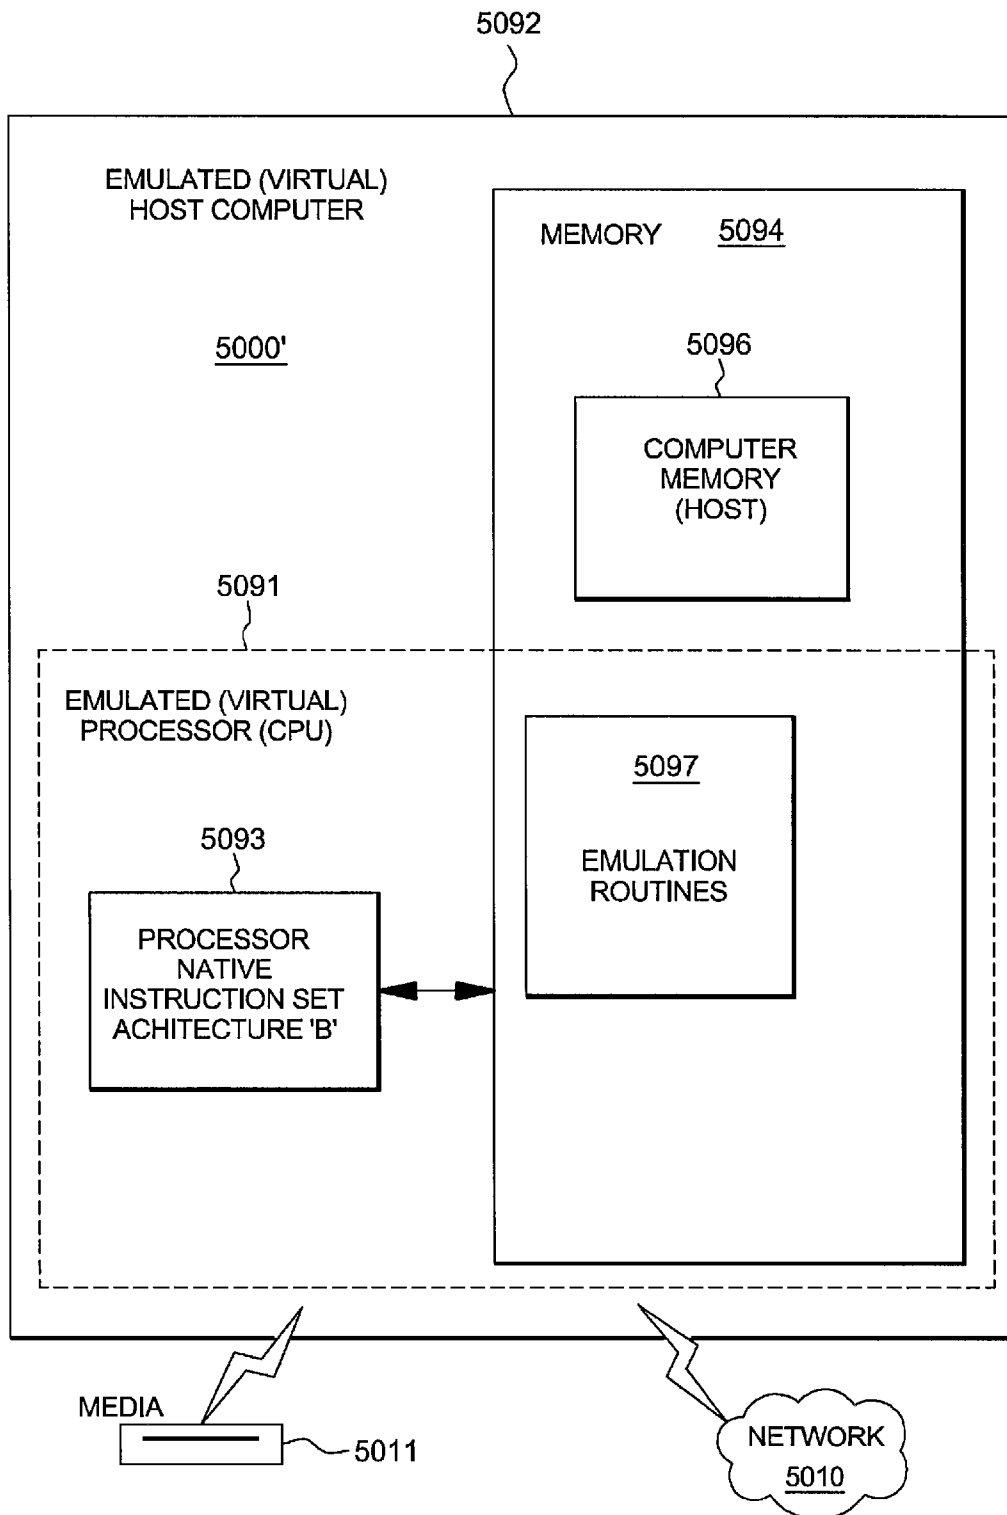 5092
EMULATED (VIRTUAL)
HOST COMPUTER
MEMORY 5094
5000'
5096
COMPUTER
MEMORY
(HOST)
5091
EMULATED (VIRTUAL)
PROCESSOR (CPU)
5097
EMULATION
ROUTINES
5093
PROCESSOR
NATIVE
INSTRUCTION SET
ACHITECTURE 'B'
MEDIA
5011
NETWORK
5010